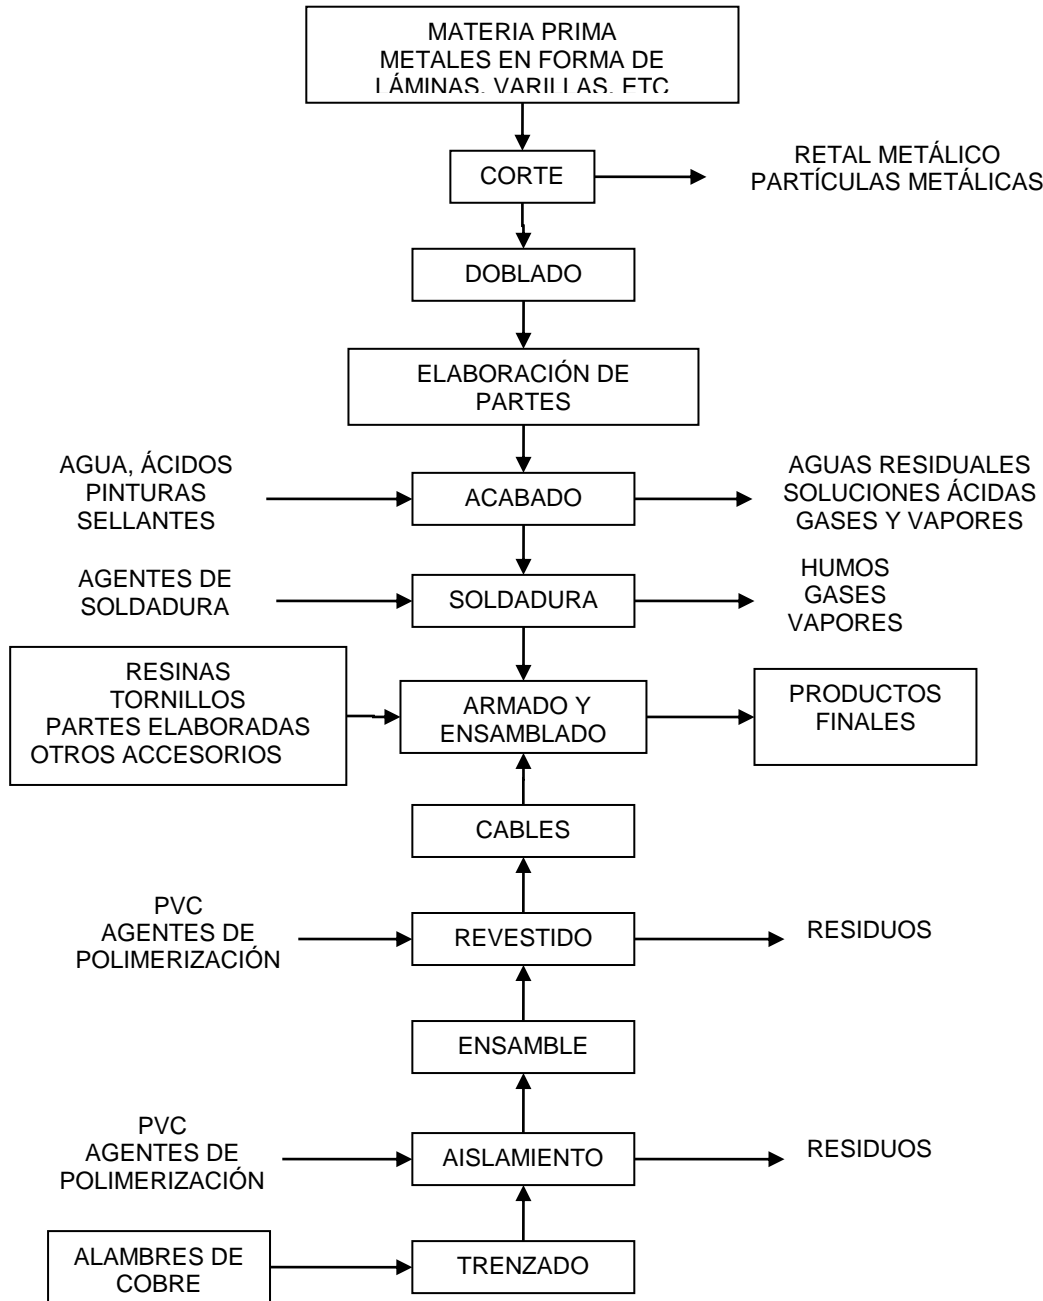 MATERIA PRIMA
METALES EN FORMA DE
LÁMINAS, VARILLAS, ETC
CORTE
RETAL METÁLICO
PARTÍCULAS METÁLICAS
DOBLADO
ELABORACIÓN DE
PARTES
AGUA, ÁCIDOS
PINTURAS
SELLANTES
ACABADO
AGUAS RESIDUALES
SOLUCIONES ÁCIDAS
GASES Y VAPORES
AGENTES DE
SOLDADURA
SOLDADURA
HUMOS
GASES
VAPORES
RESINAS
TORNILLOS
PARTES ELABORADAS
OTROS ACCESORIOS
ARMADO Y
ENSAMBLADO
PRODUCTOS
FINALES
CABLES
PVC
AGENTES DE
POLIMERIZACIÓN
REVESTIDO
RESIDUOS
ENSAMBLE
PVC
AGENTES DE
POLIMERIZACIÓN
AISLAMIENTO
RESIDUOS
ALAMBRES DE
COBRE
TRENZADO